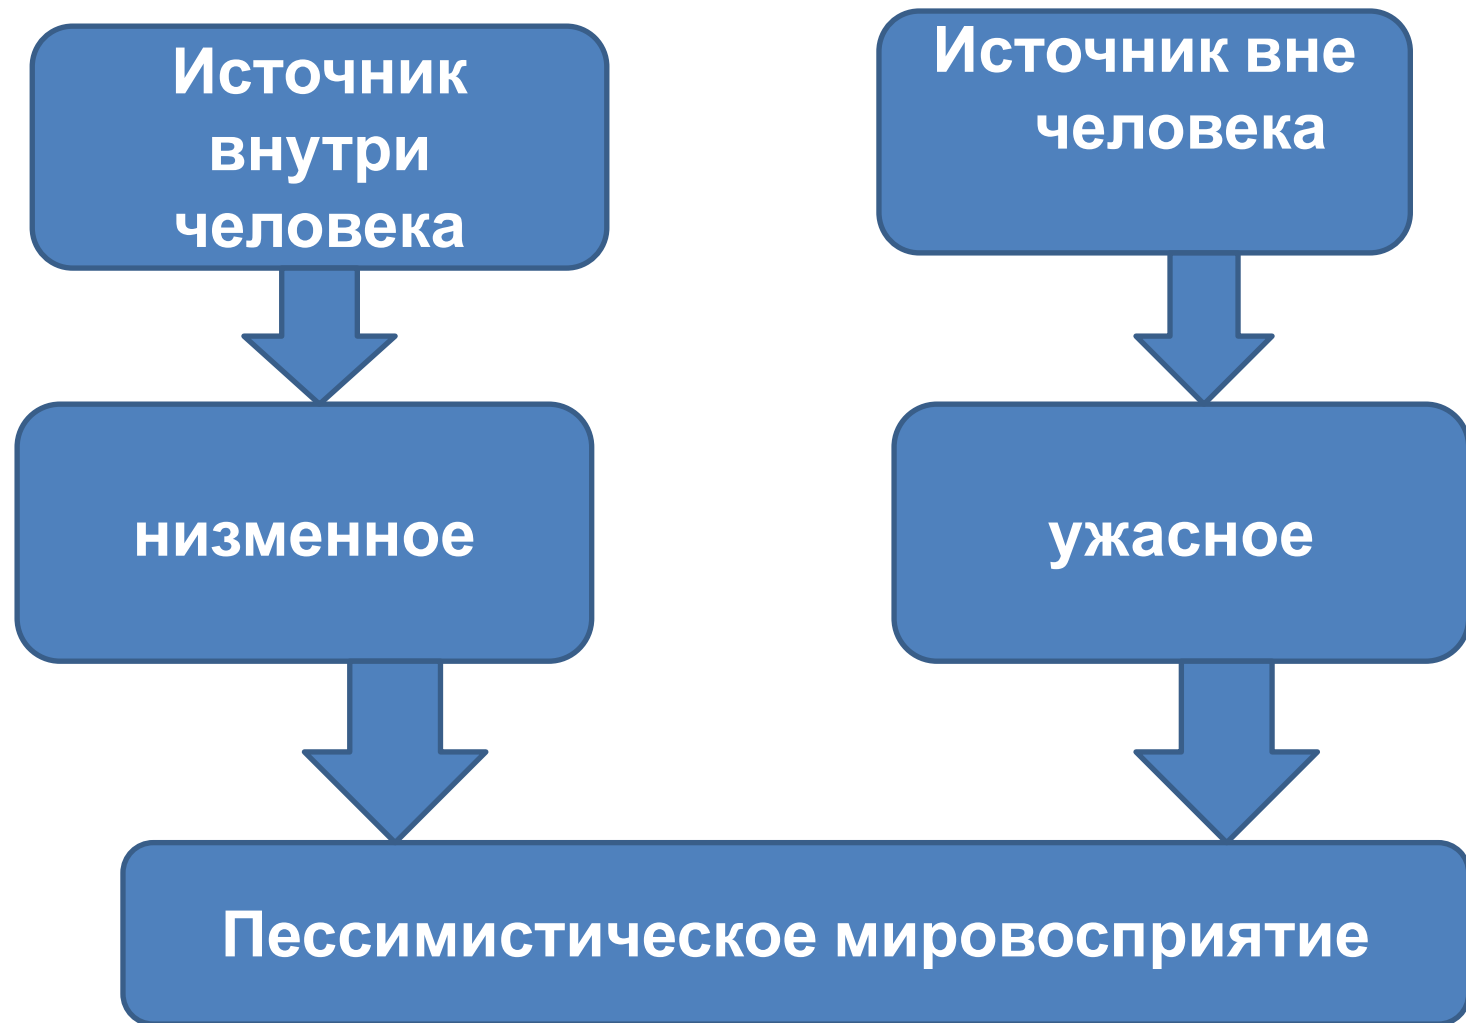 Источник
внутри
человека
Источник вне
человека
низменное
ужасное
Пессимистическое мировосприятие